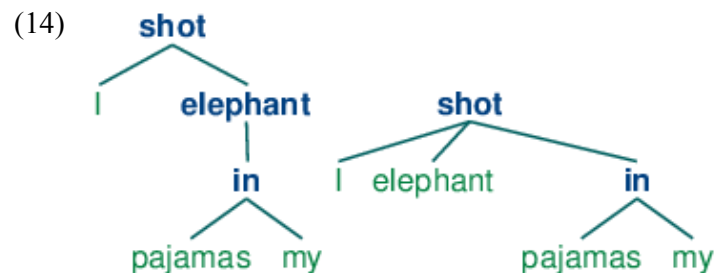 (14)
shot
I elephant shot
in I elephant in
pajamas my pajamas my